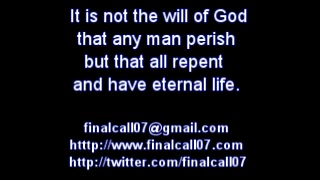 It is not the will of God
that any man perish
but that all repent
and have eternal life.
finalcall07@gmail.com
htttp://www.finalcall07.com
http://twitter.com/finalcall07